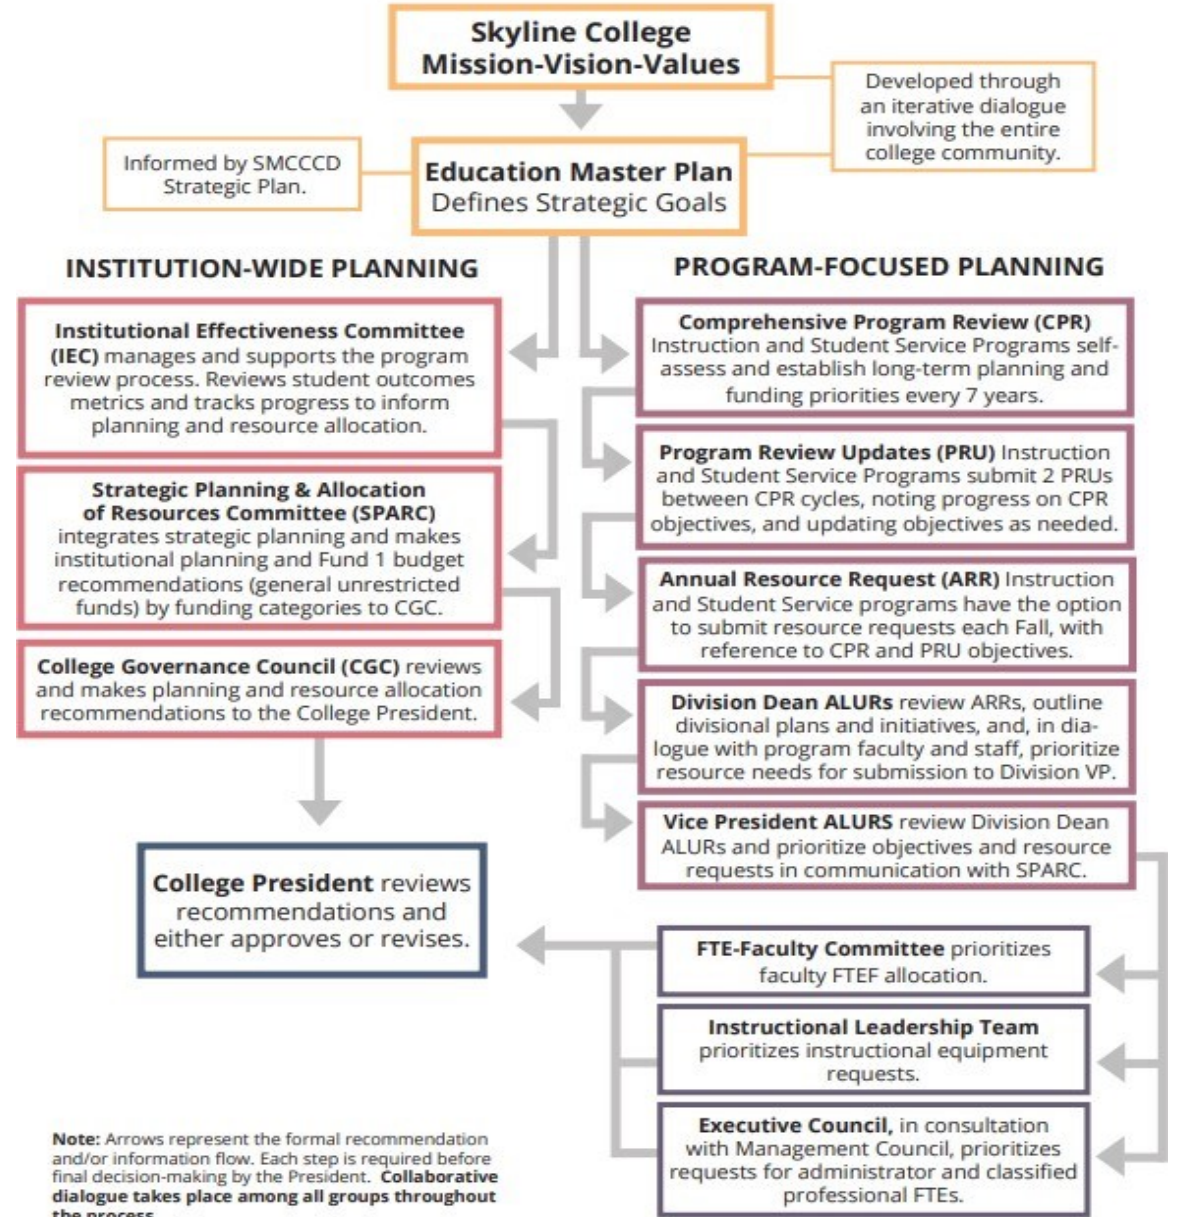 Skyline College
Mission-Vision-Values
Developed through
an iterative dialogue
involving the entire
college community.
Informed by SMCCCD
Strategic Plan.
Education Master Plan
Defines Strategic Goals
INSTITUTION-WIDE PLANNING
Institutional Effectiveness Committee
(IEC) manages and supports the program
review process. Reviews student outcomes
metrics and tracks progress to inform
planning and resource allocation.
Strategic Planning & Allocation
of Resources Committee (SPARC)
integrates strategic planning and makes
institutional planning and Fund 1 budget
recommendations (general unrestricted
funds) by funding categories to CGC.
College Governance Council (CGC) reviews
and makes planning and resource allocation
recommendations to the College President.
College President reviews
recommendations and
either approves or revises.
PROGRAM-FOCUSED PLANNING
Comprehensive Program Review (CPR)
Instruction and Student Service Programs self-
assess and establish long-term planning and
funding priorities every 7 years.
Program Review Updates (PRU) Instruction
and Student Service Programs submit 2 PRUs
between CPR cycles, noting progress on CPR
objectives, and updating objectives as needed.
Annual Resource Request (ARR) Instruction
and Student Service programs have the option
to submit resource requests each Fall, with
reference to CPR and PRU objectives.
Division Dean ALURs review ARRs, outline
divisional plans and initiatives, and, in dia-
logue with program faculty and staff, prioritize
resource needs for submission to Division VP.
Vice President ALURS review Division Dean
ALURs and prioritize objectives and resource
requests in communication with SPARC.
FTE-Faculty Committee prioritizes
faculty FTEF allocation.
Instructional Leadership Team
prioritizes instructional equipment
requests.
Executive Council, in consultation
with Management Council, prioritizes
requests for administrator and classified
professional FTEs.
Note: Arrows represent the formal recommendation
and/or information flow. Each step is required before
final decision-making by the President. Collaborative
dialogue takes place among all groups throughout
the process